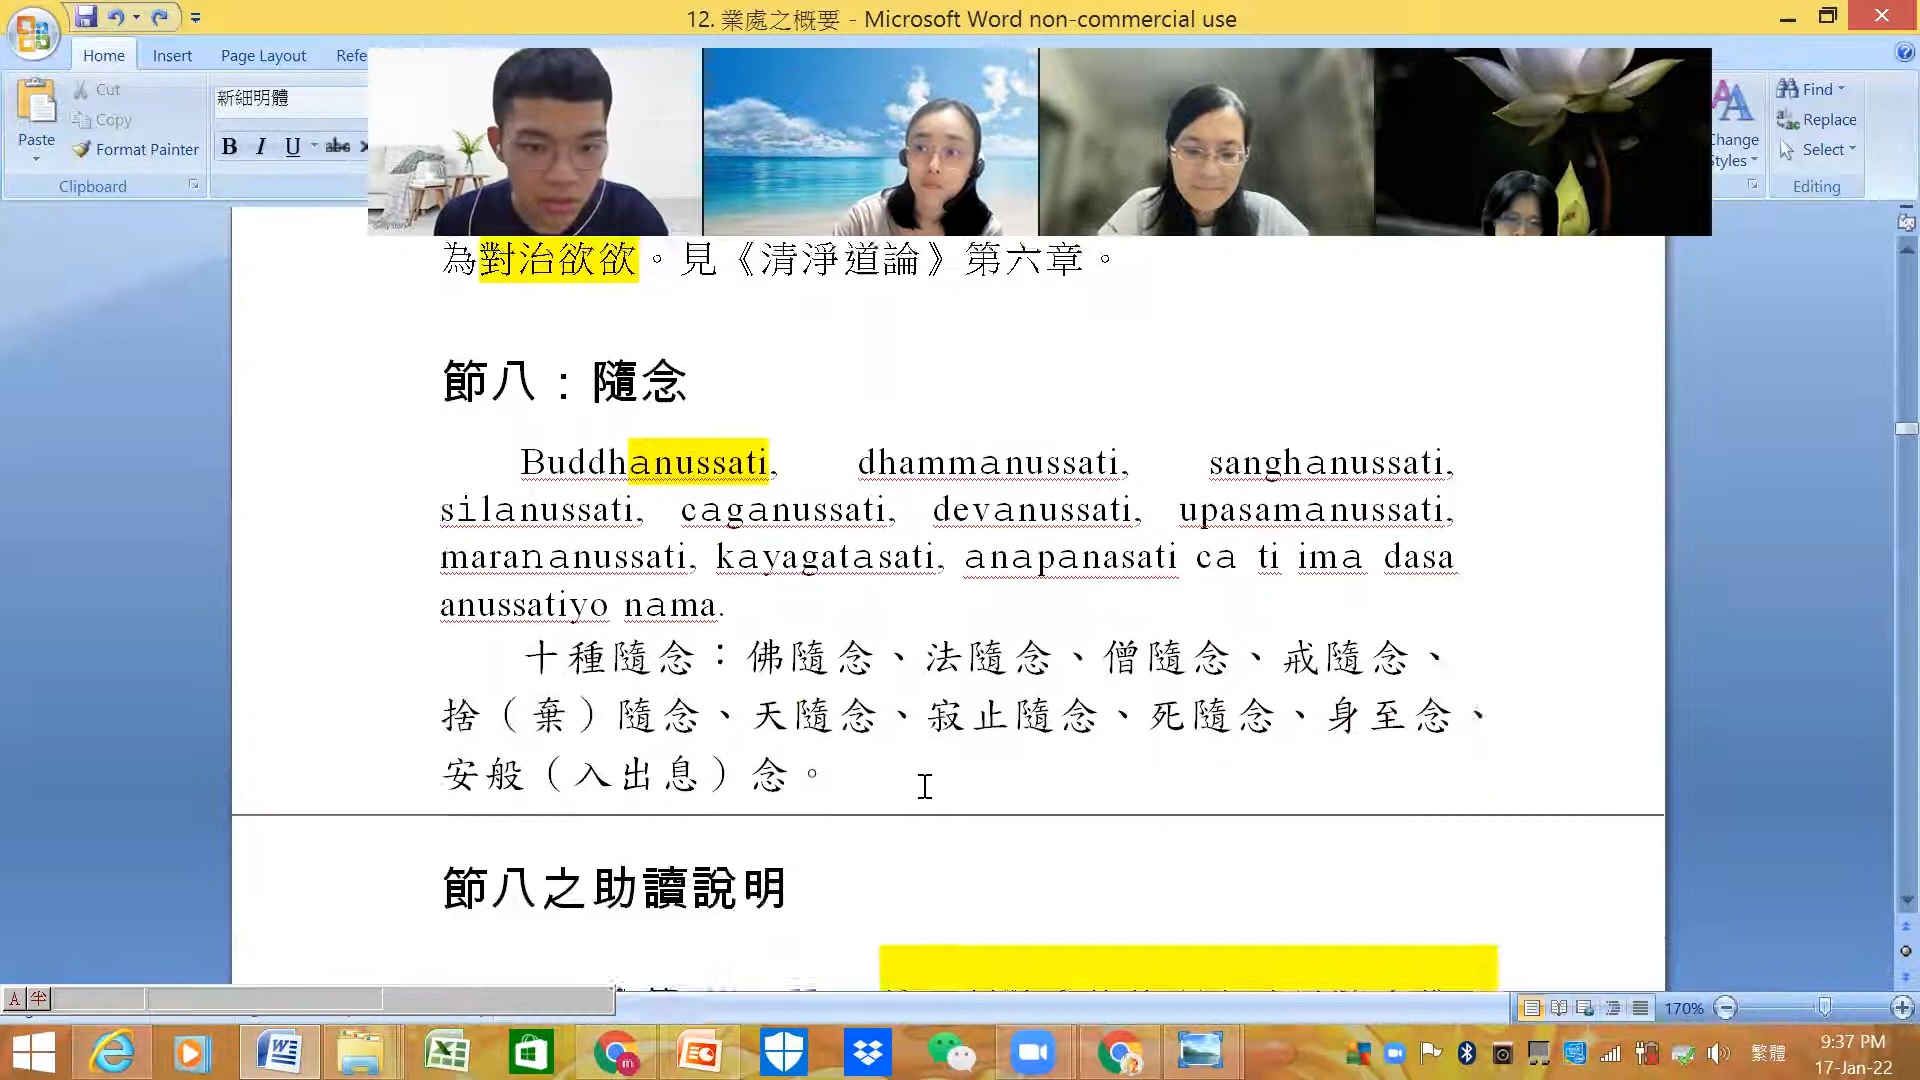 12. 業處之概要 - Microsoft Word non-commercial use
Home Insert Page Layout Refe
Cut
新細明體
Copy
Paste
Format Painter
B I U abc
Clipboard
Find
Replace
Change Styles
Select
Editing
為對治欲欲。見《清淨道論》第六章。
節八：隨念
Buddhanussati, dhammanussati, sanghanussati,
silanussati, caganussati, devanussati, upasamanussati,
marananussati, kayagatasati, anapanasati ca ti ima dasa
anussatiyo nama.
十種隨念：佛隨念、法隨念、僧隨念、戒隨念、
捨（棄）隨念、天隨念、寂止隨念、死隨念、身至念、
安般（入出息）念。
節八之助讀說明
A 半
170%
繁體
9:37 PM
17-Jan-22